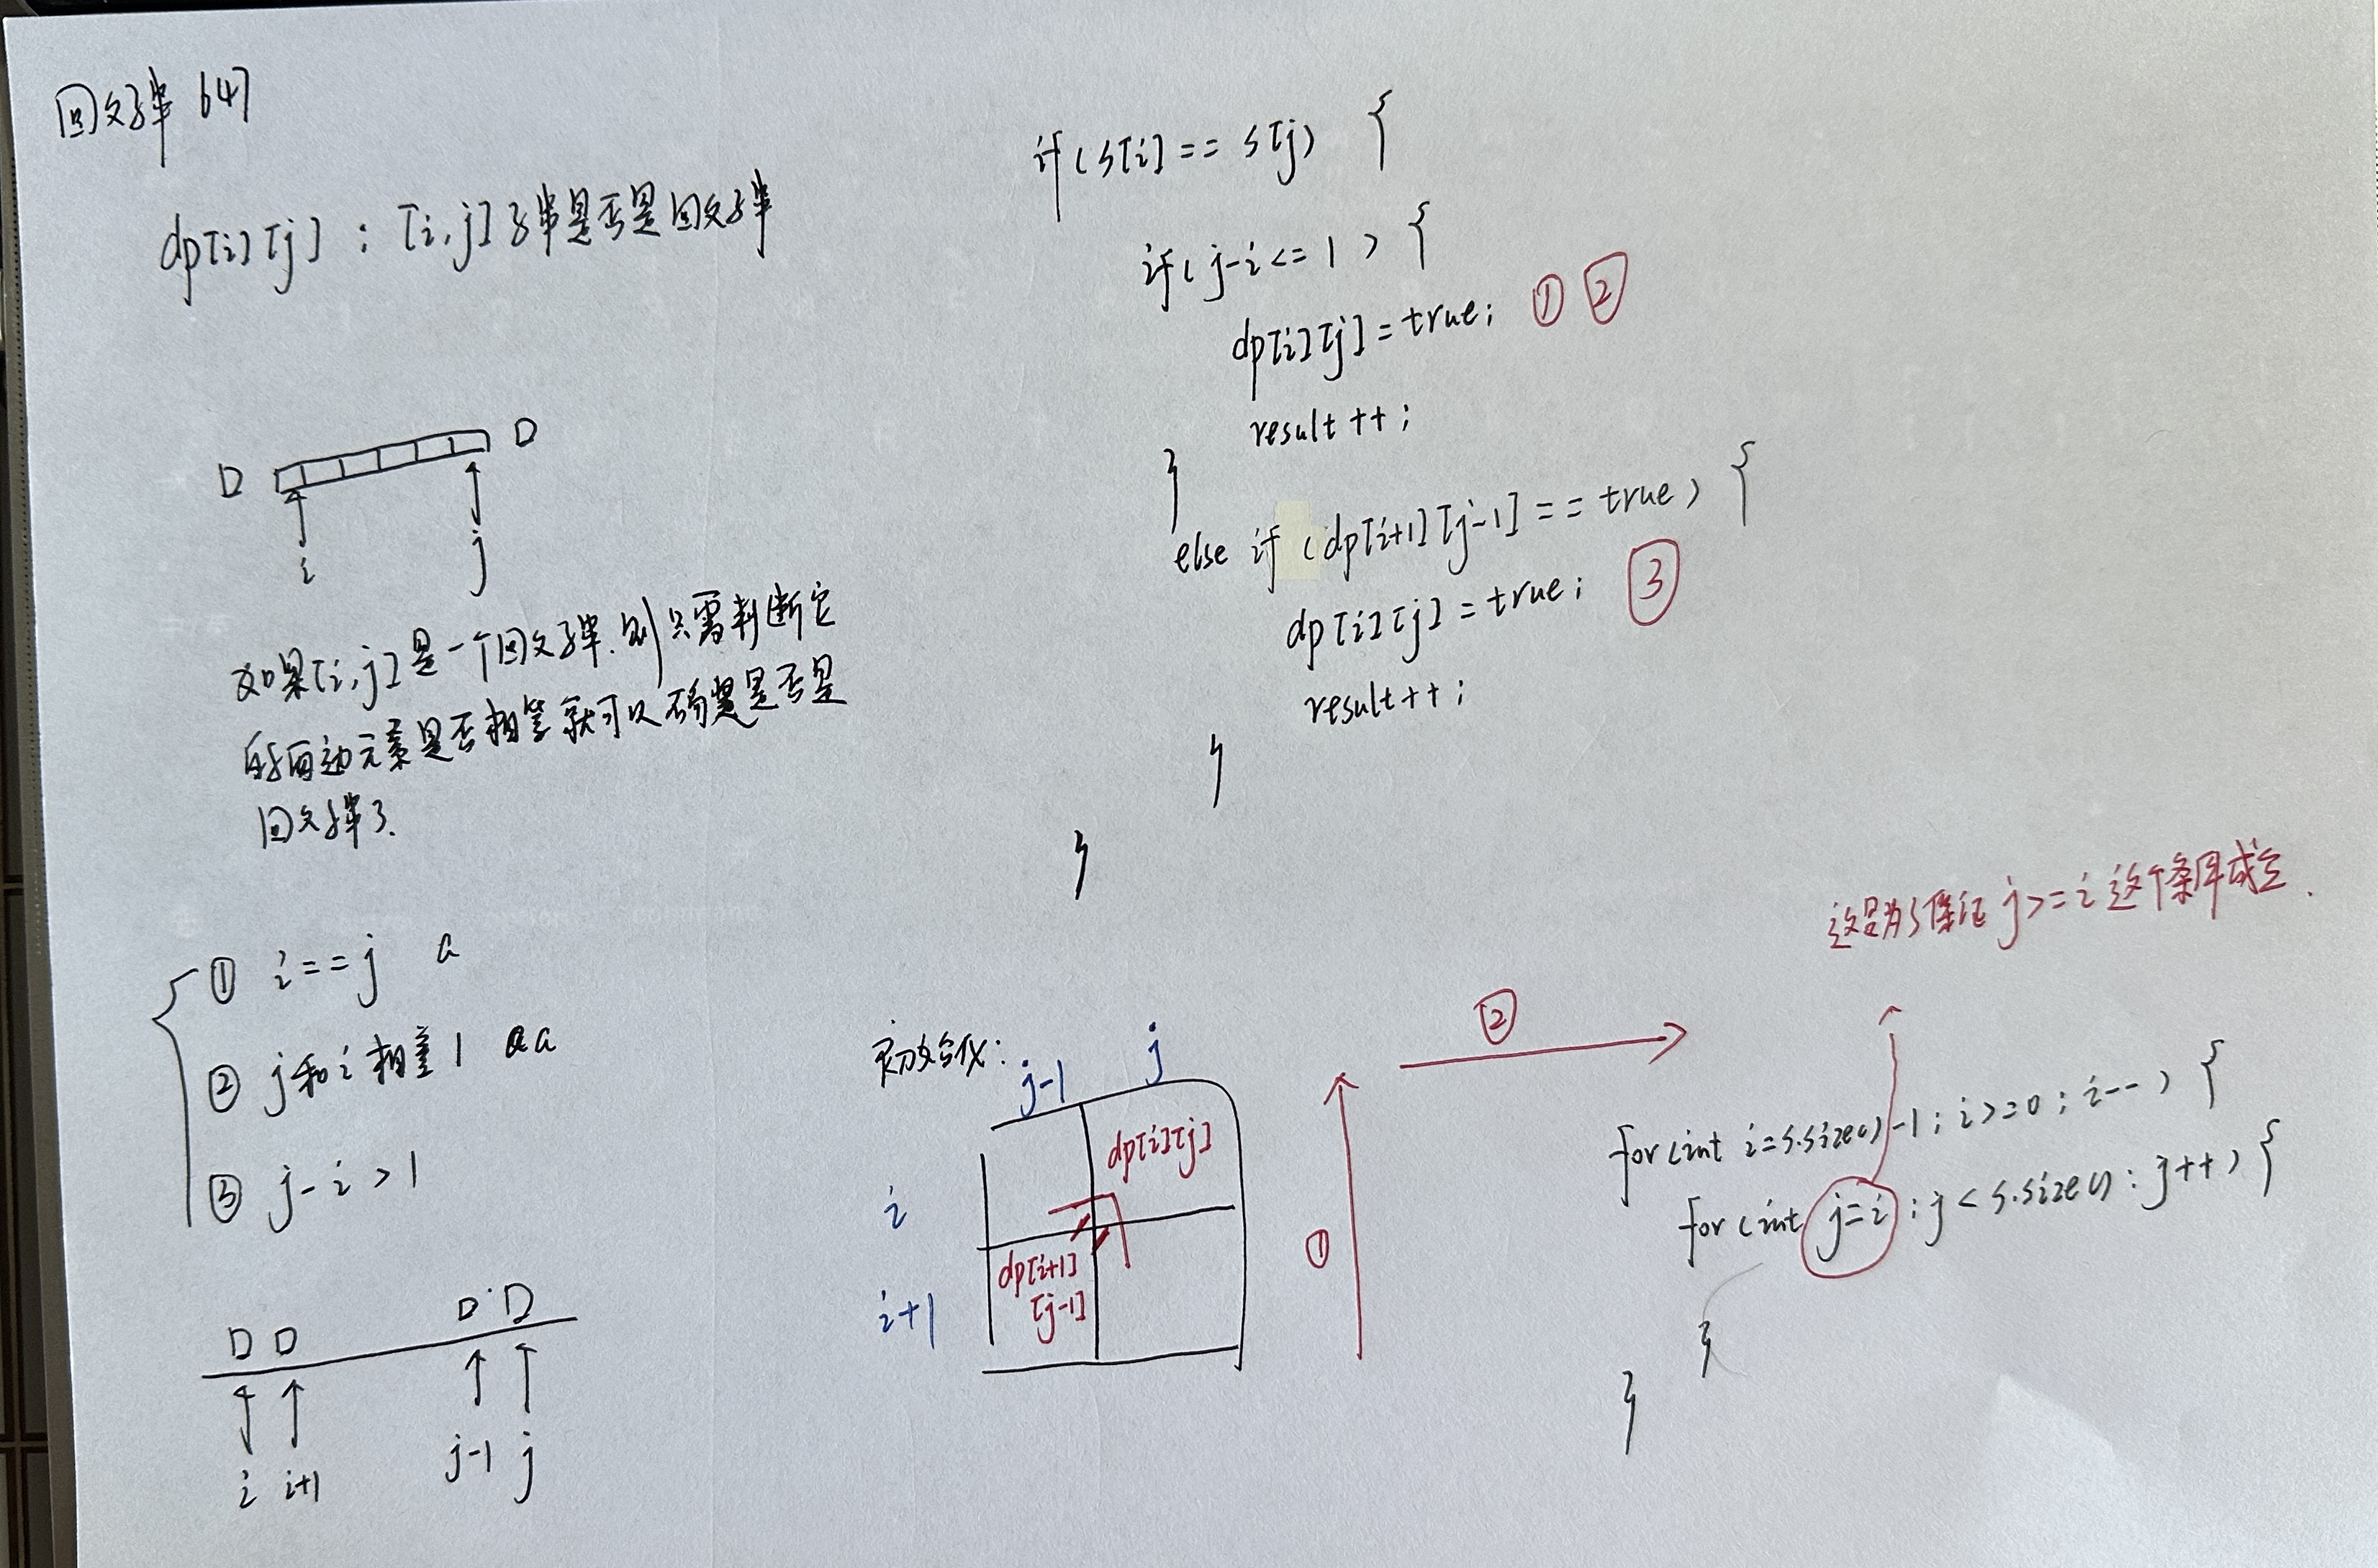 回文子串 647
dp[i][j] : [i,j]子串是否是回文子串
i
j
如果[i,j]是一个回文子串,则只需判断它
的两边元素是否相等就可以确定是否是
回文子串了.
① i==j a
② j和i相差1 aa
③ j-i>1
i i+1 j-1 j
if(s[i]==s[j) {
if(j-i<=1) {
dp[i][j]=true; ① ②
result++;
}
else if (dp[i+1][j-1]==true) {
dp[i][j]=true; ③
result++;
}
}
初始化:
j-1 j
i dp[i][j]
i+1 dp[i+1]
[j-1]
①
②
这是为了保证j>=i这个条件成立.
for(int i=s.size()-1; i>=0; i--) {
for(int j=i; j<s.size(); j++) {
}
}